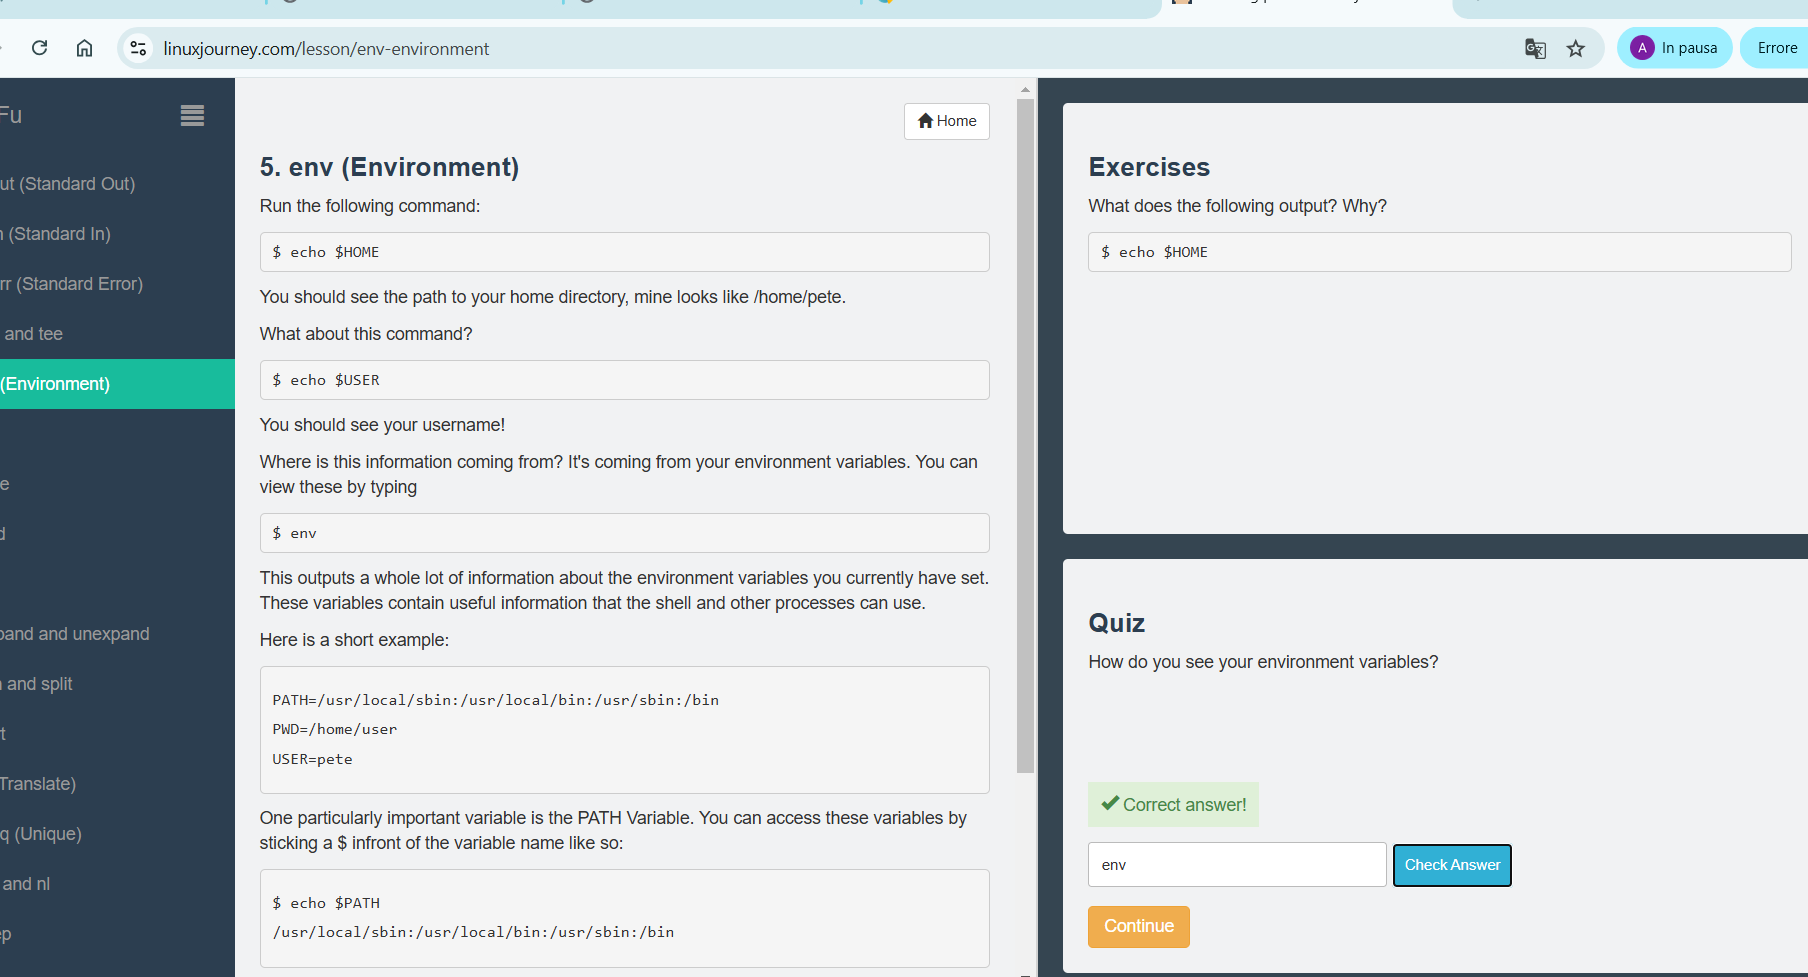 linuxjourney.com/lesson/env-environment
In pausa
Errore
A
Fu
ut (Standard Out)
n (Standard In)
rr (Standard Error)
and tee
(Environment)
e
d
pand and unexpand
n and split
t
Translate)
q (Unique)
and nl
ep
Home
5. env (Environment)
Run the following command:
$ echo $HOME
You should see the path to your home directory, mine looks like /home/pete.
What about this command?
$ echo $USER
You should see your username!
Where is this information coming from? It's coming from your environment variables. You can
view these by typing
$ env
This outputs a whole lot of information about the environment variables you currently have set.
These variables contain useful information that the shell and other processes can use.
Here is a short example:
PATH=/usr/local/sbin:/usr/local/bin:/usr/sbin:/bin
PWD=/home/user
USER=pete
One particularly important variable is the PATH Variable. You can access these variables by
sticking a $ infront of the variable name like so:
$ echo $PATH
/usr/local/sbin:/usr/local/bin:/usr/sbin:/bin
Exercises
What does the following output? Why?
$ echo $HOME
Quiz
How do you see your environment variables?
Correct answer!
env
Check Answer
Continue